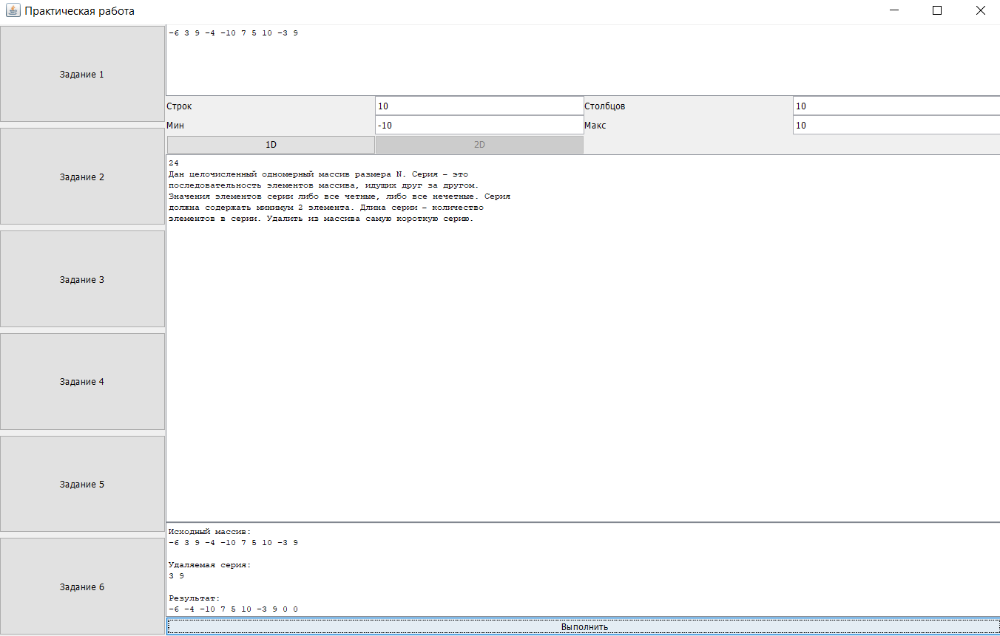 Практическая работа
Задание 1
Задание 2
Задание 3
Задание 4
Задание 5
Задание 6
-6 3 9 -4 -10 7 5 10 -3 9
Строк 10 Столбцов 10
Мин -10 Макс 10
1D 2D
24
Дан целочисленный одномерный массив размера N. Серия - это
последовательность элементов массива, идущих друг за другом.
Значения элементов серии либо все четные, либо все нечетные. Серия
должна содержать минимум 2 элемента. Длина серии - количество
элементов в серии. Удалить из массива самую короткую серию.
Исходный массив:
-6 3 9 -4 -10 7 5 10 -3 9
Удаляемая серия:
3 9
Результат:
-6 -4 -10 7 5 10 -3 9 0 0
Выполнить